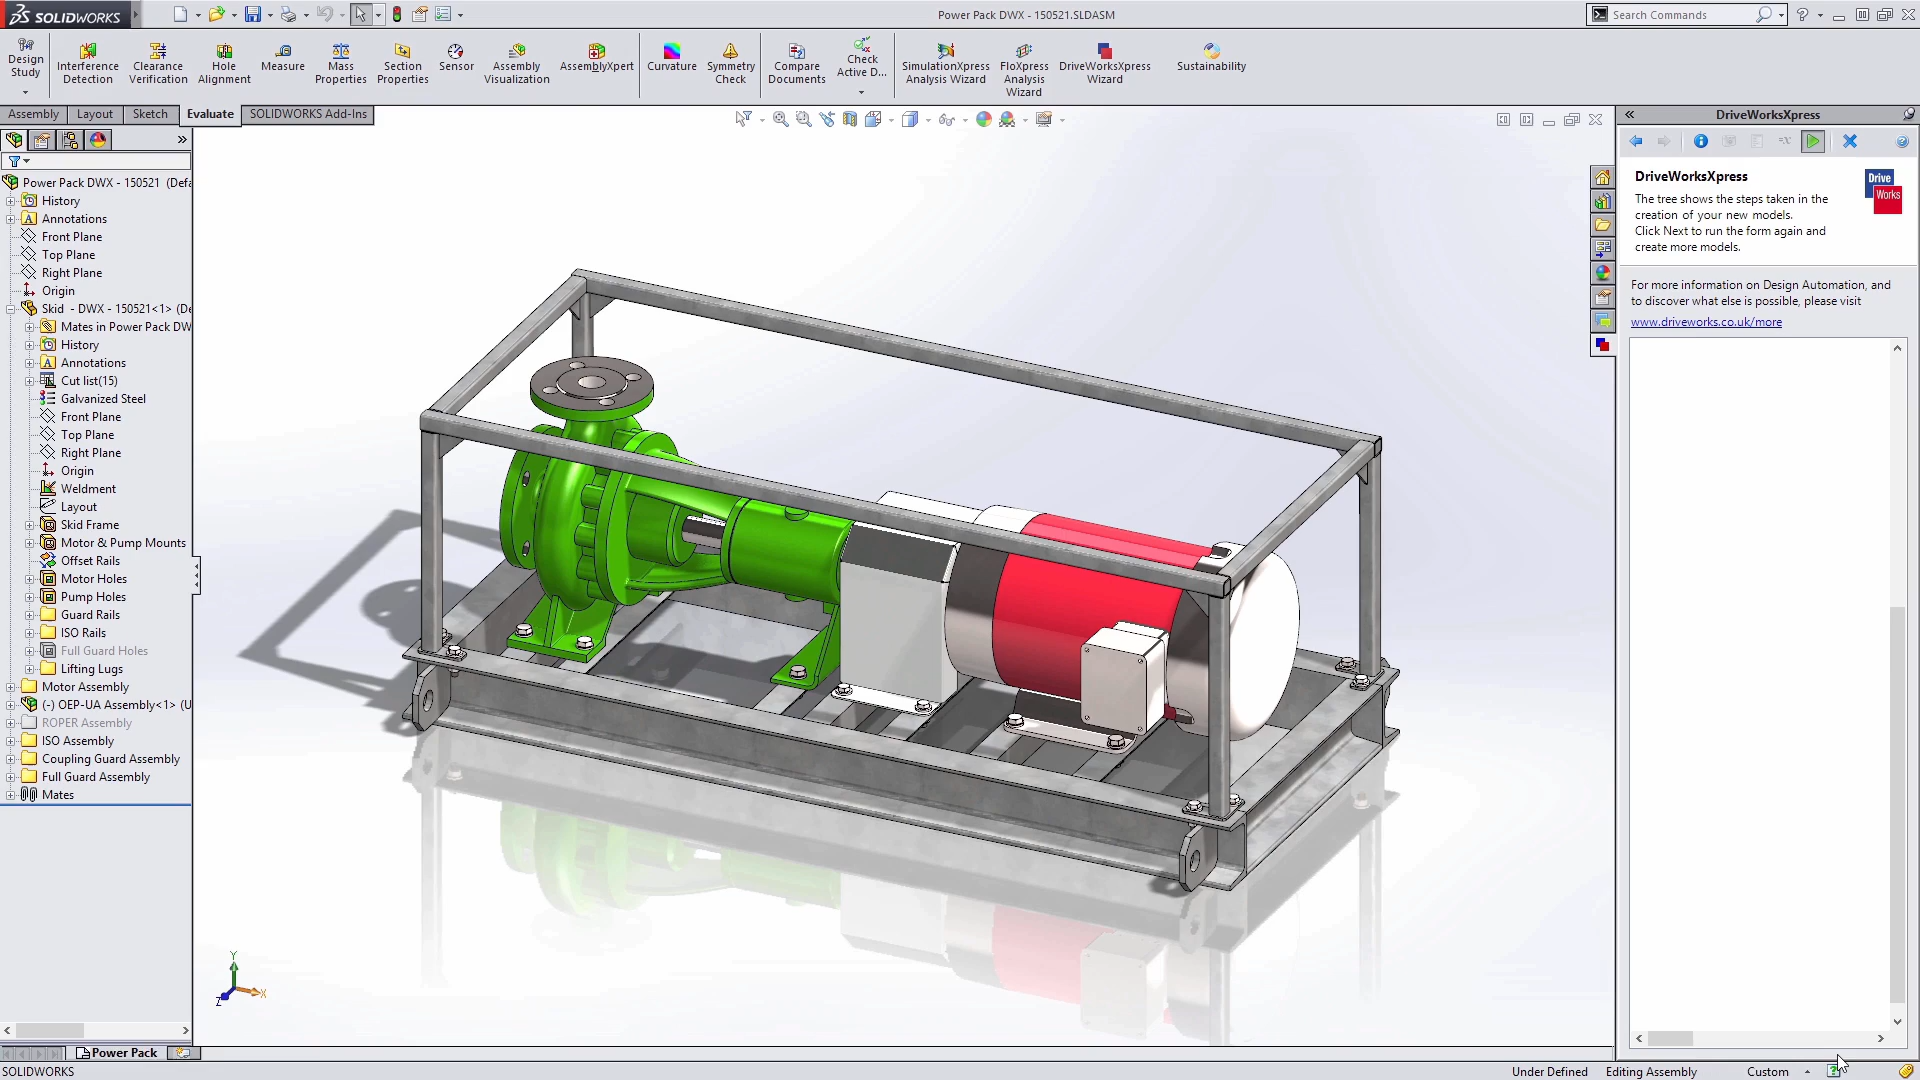 SOLIDWORKS
Power Pack DWX - 150521.SLDASM
Search Commands
Design Study
Interference Detection
Clearance Verification
Hole Alignment
Measure
Mass Properties
Section Properties
Sensor
Assembly Visualization
AssemblyXpert
Curvature
Symmetry Check
Compare Documents
Check Active D...
SimulationXpress Analysis Wizard
FloXpress Analysis Wizard
DriveWorksXpress Wizard
Sustainability
Assembly
Layout
Sketch
Evaluate
SOLIDWORKS Add-Ins
Power Pack DWX - 150521 (Defa
History
Annotations
Front Plane
Top Plane
Right Plane
Origin
Skid - DWX - 150521<1> (De
Mates in Power Pack DW
History
Annotations
Cut list(15)
Galvanized Steel
Front Plane
Top Plane
Right Plane
Origin
Weldment
Layout
Skid Frame
Motor & Pump Mounts
Offset Rails
Motor Holes
Pump Holes
Guard Rails
ISO Rails
Full Guard Holes
Lifting Lugs
Motor Assembly
(-) OEP-UA Assembly<1> (U
ROPER Assembly
ISO Assembly
Coupling Guard Assembly
Full Guard Assembly
Mates
Y
X
Z
DriveWorksXpress
DriveWorksXpress
Drive
Works
The tree shows the steps taken in the
creation of your new models.
Click Next to run the form again and
create more models.
For more information on Design Automation, and
to discover what else is possible, please visit
www.driveworks.co.uk/more
Power Pack
SOLIDWORKS
Under Defined
Editing Assembly
Custom